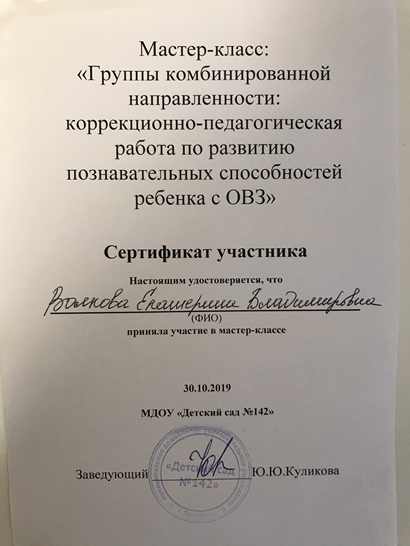 Мастер-класс:
«Группы комбинированной
направленности:
коррекционно-педагогическая
работа по развитию
познавательных способностей
ребенка с ОВЗ»
Сертификат участника
Настоящим удостоверяется, что
Волкова Екатерина Владимировна
(ФИО)
приняла участие в мастер-классе
30.10.2019
МДОУ «Детский сад №142»
Заведующий Ю.Ю.Куликова
«Детский сад
№142»